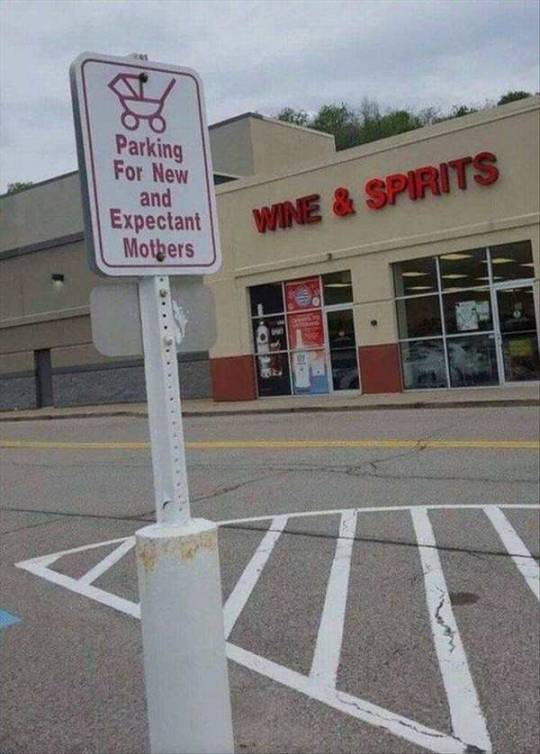 Parking
For New
and
Expectant
Mothers
WINE & SPIRITS